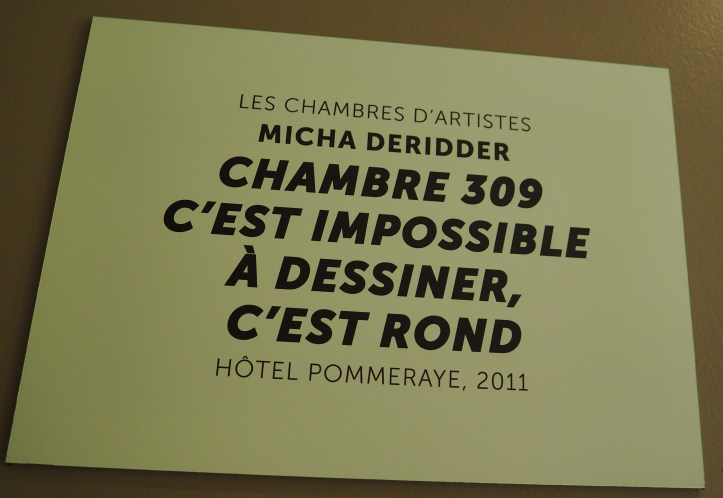 LES CHAMBRES D'ARTISTES
MICHA DERIDDER
CHAMBRE 309
C'EST IMPOSSIBLE
À DESSINER,
C'EST ROND
HÔTEL POMMERAYE, 2011